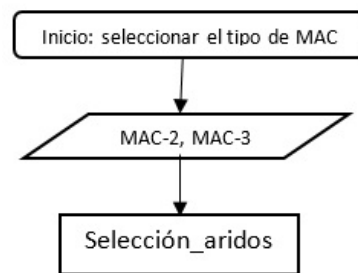 Inicio: seleccionar el tipo de MAC
MAC-2, MAC-3
Selección_aridos